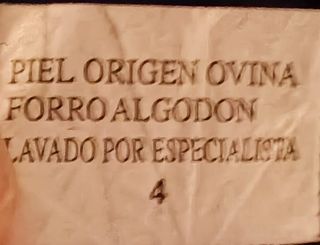 PIEL ORIGEN OVINA
FORRO ALGODON
LAVADO POR ESPECIALISTA
4